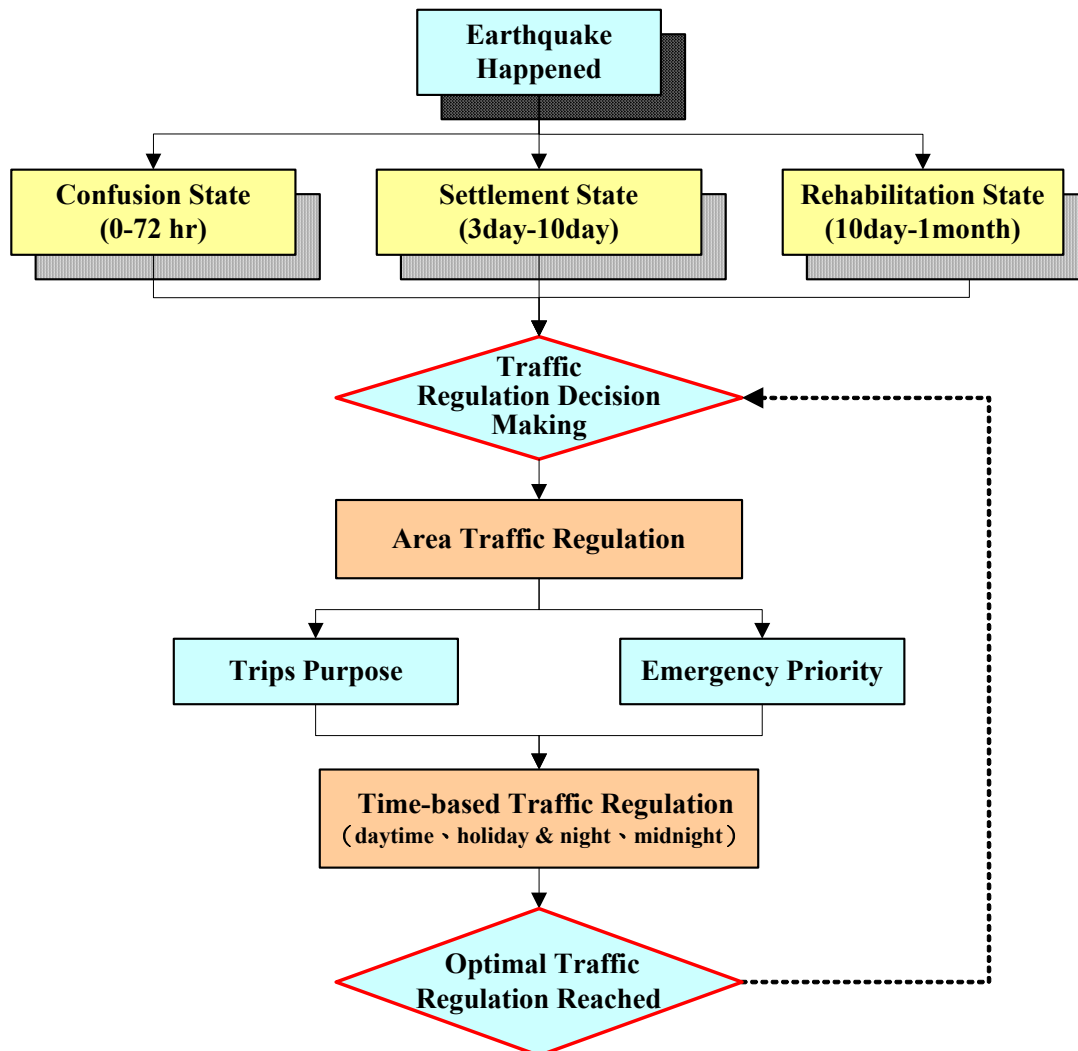 Earthquake
Happened
Confusion State
(0-72 hr)
Settlement State
(3day-10day)
Rehabilitation State
(10day-1month)
Traffic
Regulation Decision
Making
Area Traffic Regulation
Trips Purpose
Emergency Priority
Time-based Traffic Regulation
（daytime、holiday & night、midnight）
Optimal Traffic
Regulation Reached